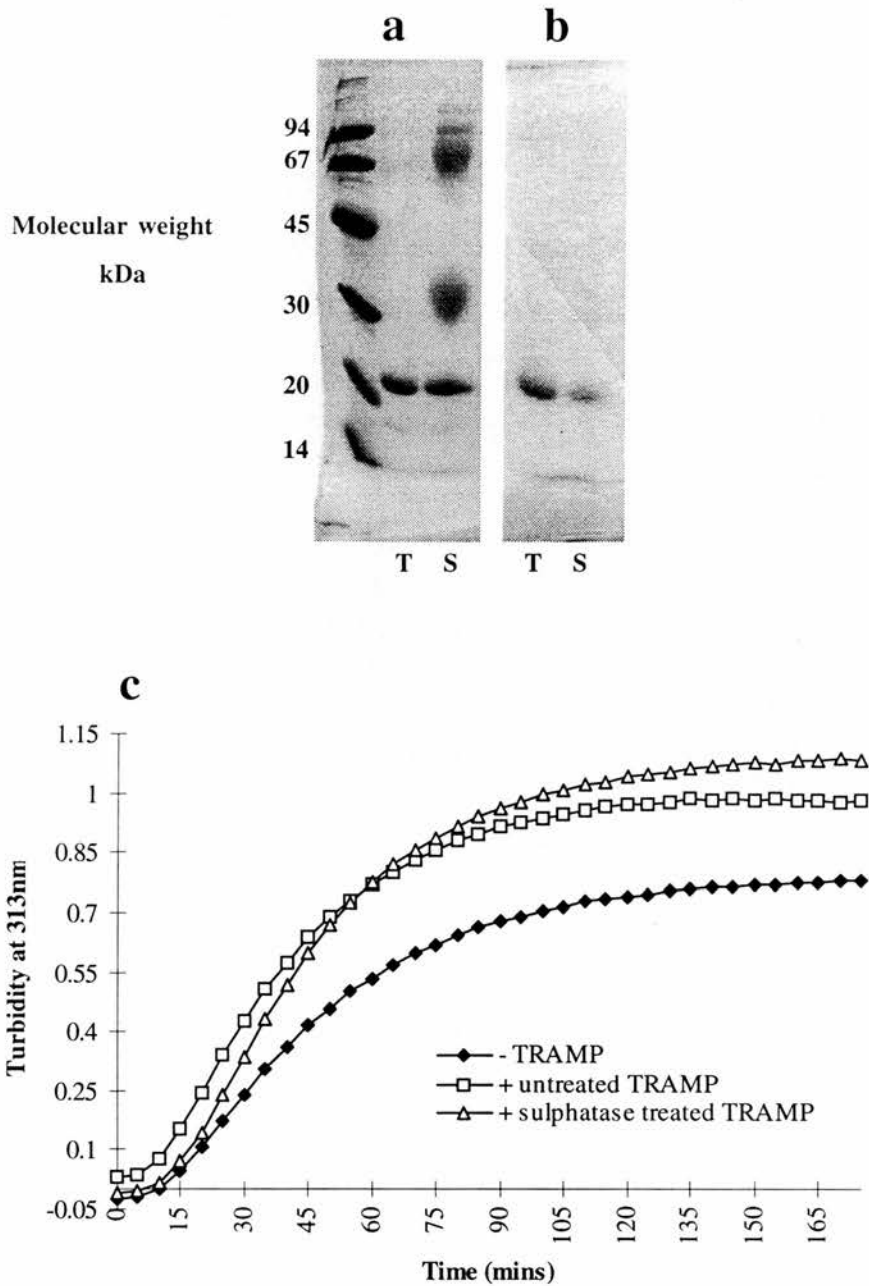 a
b
94
67
45
30
20
14
Molecular weight
kDa
T S
T S
c
1.15
1
0.85
0.7
0.55
0.4
0.25
0.1
-0.05
Turbidity at 313nm
- TRAMP
+ untreated TRAMP
+ sulphatase treated TRAMP
0 15 30 45 60 75 90 105 120 135 150 165
Time (mins)